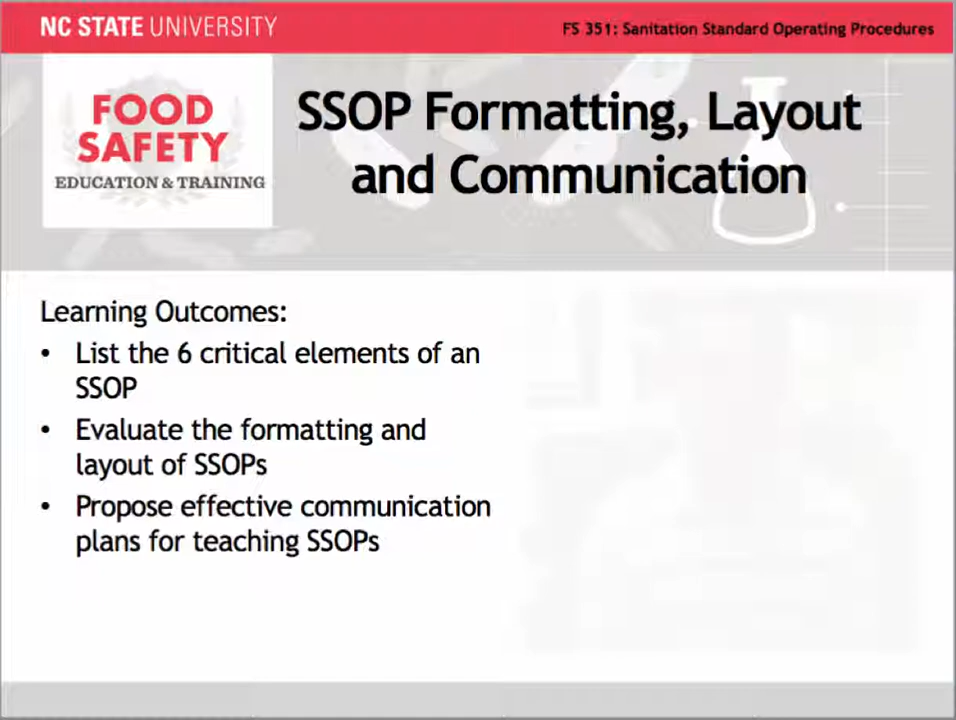 NC STATE UNIVERSITY
FS 351: Sanitation Standard Operating Procedures
FOOD
SAFETY
EDUCATION & TRAINING
SSOP Formatting, Layout
and Communication
Learning Outcomes:
• List the 6 critical elements of an
SSOP
• Evaluate the formatting and
layout of SSOPs
• Propose effective communication
plans for teaching SSOPs